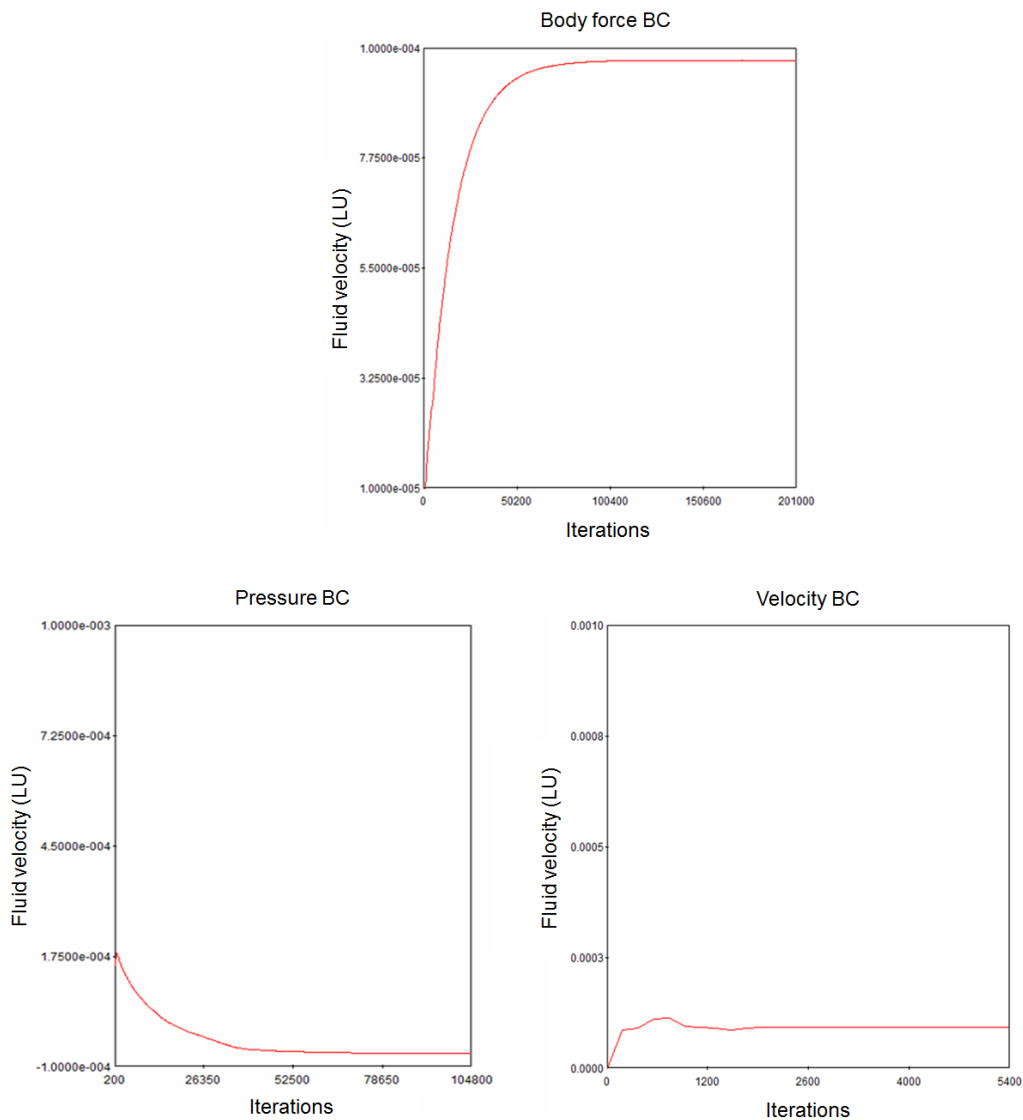 Body force BC
1.0000e-004
7.7500e-005
5.5000e-005
3.2500e-005
1.0000e-005
Fluid velocity (LU)
0 50200 100400 150600 201000
Iterations
Pressure BC
1.0000e-003
7.2500e-004
4.5000e-004
1.7500e-004
-1.0000e-004
Fluid velocity (LU)
200 26350 52500 78650 104800
Iterations
Velocity BC
0.0010
0.0008
0.0005
0.0003
0.0000
Fluid velocity (LU)
0 1200 2600 4000 5400
Iterations